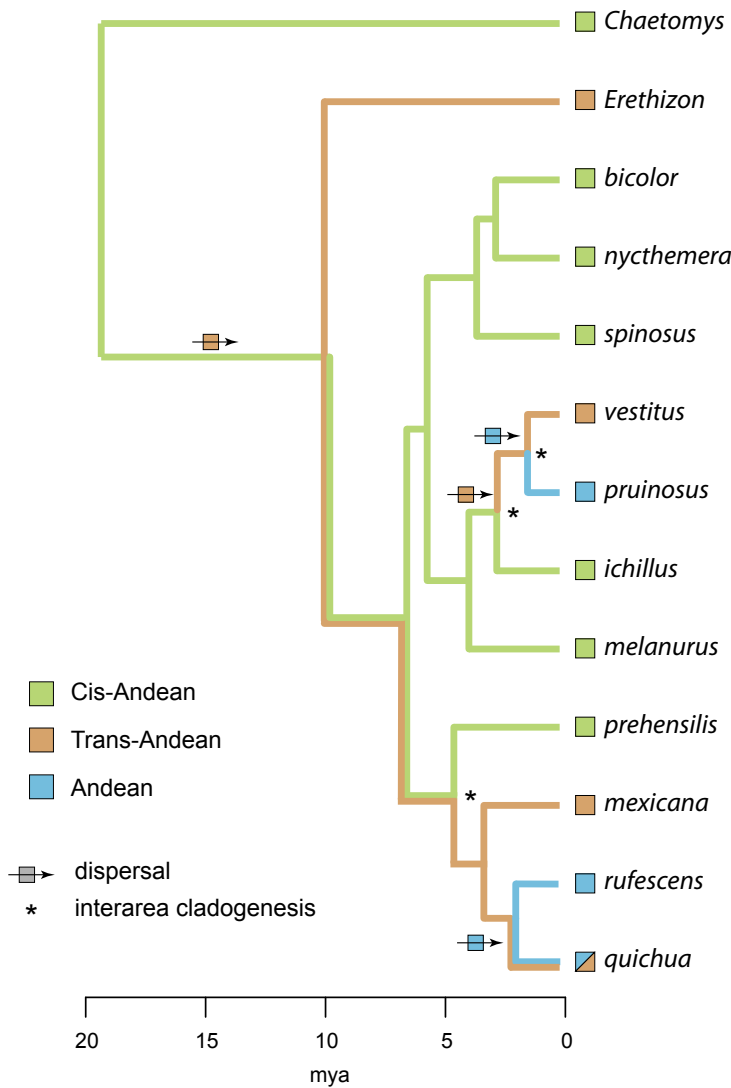 Chaetomys
Erethizon
bicolor
nycthemera
spinosus
vestitus
*
pruinosus
*
ichillus
melanurus
Cis-Andean
prehensilis
Trans-Andean
Andean
*
mexicana
dispersal
rufescens
* interarea cladogenesis
quichua
20 15 10 5 0
mya